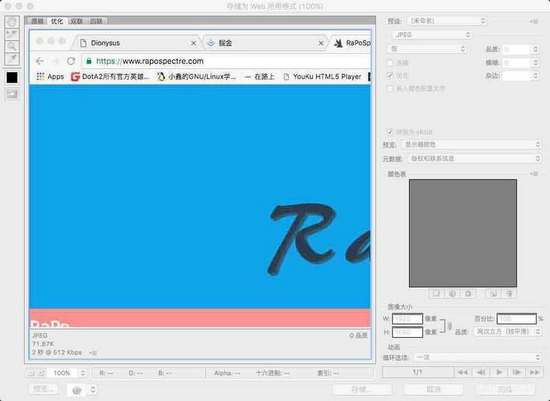 存储为 Web 所用格式 (100%)
原稿 优化 双联 四联
Dionysus
掘金
RaPoSp
https://www.rapospectre.com
Apps
DotA2所有官方英雄...
小鑫的GNU/Linux学...
在路上
YouKu HTML5 Player
Ra
RaPo
JPEG
71.87K
2 秒 @ 512 Kbps
0 品质
100%
R: --
G: --
B: --
Alpha: --
十六进制: --
索引: --
预览...
预设: (未命名)
JPEG
低
品质: 0
连续
模糊: 0
优化
杂边:
嵌入颜色配置文件
转换为 sRGB
预览: 显示器颜色
元数据: 版权和联系信息
颜色表
图像大小
W:
像素
H:
像素
百分比:
%
品质: 两次立方 (较平滑)
动画
循环选项: 一次
1/1
存储...
取消
完成